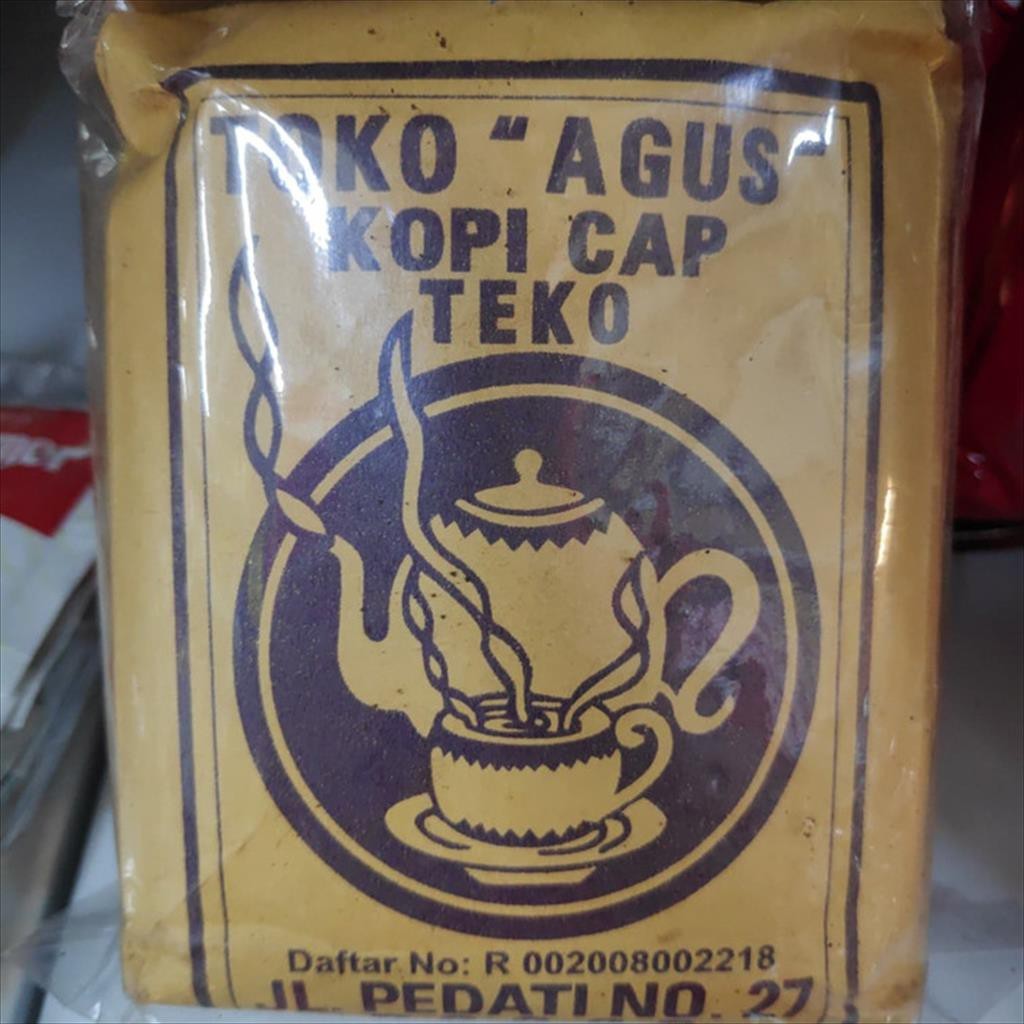 TOKO "AGUS"
KOPI CAP
TEKO
Daftar No: R 002008002218
JL. PEDATI NO. 27